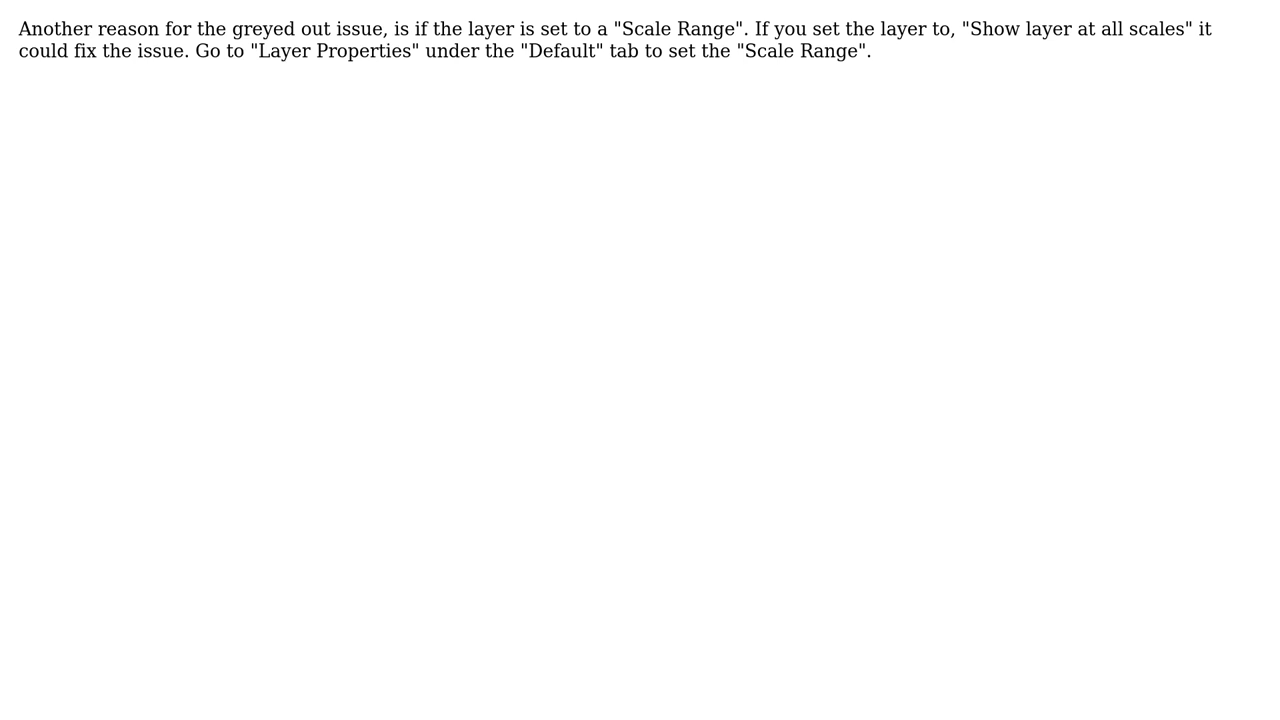 Another reason for the greyed out issue, is if the layer is set to a "Scale Range". If you set the layer to, "Show layer at all scales" it
could fix the issue. Go to "Layer Properties" under the "Default" tab to set the "Scale Range".